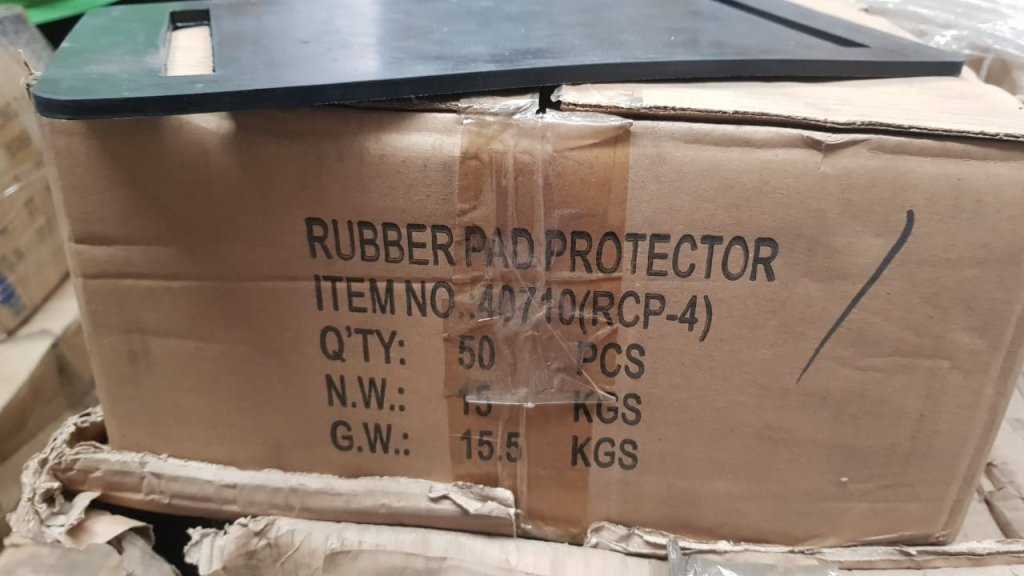 RUBBER PAD PROTECTOR
ITEM NO.:40710(RCP-4)
Q'TY: 50 PCS
N.W.: 15 KGS
G.W.: 15.5 KGS